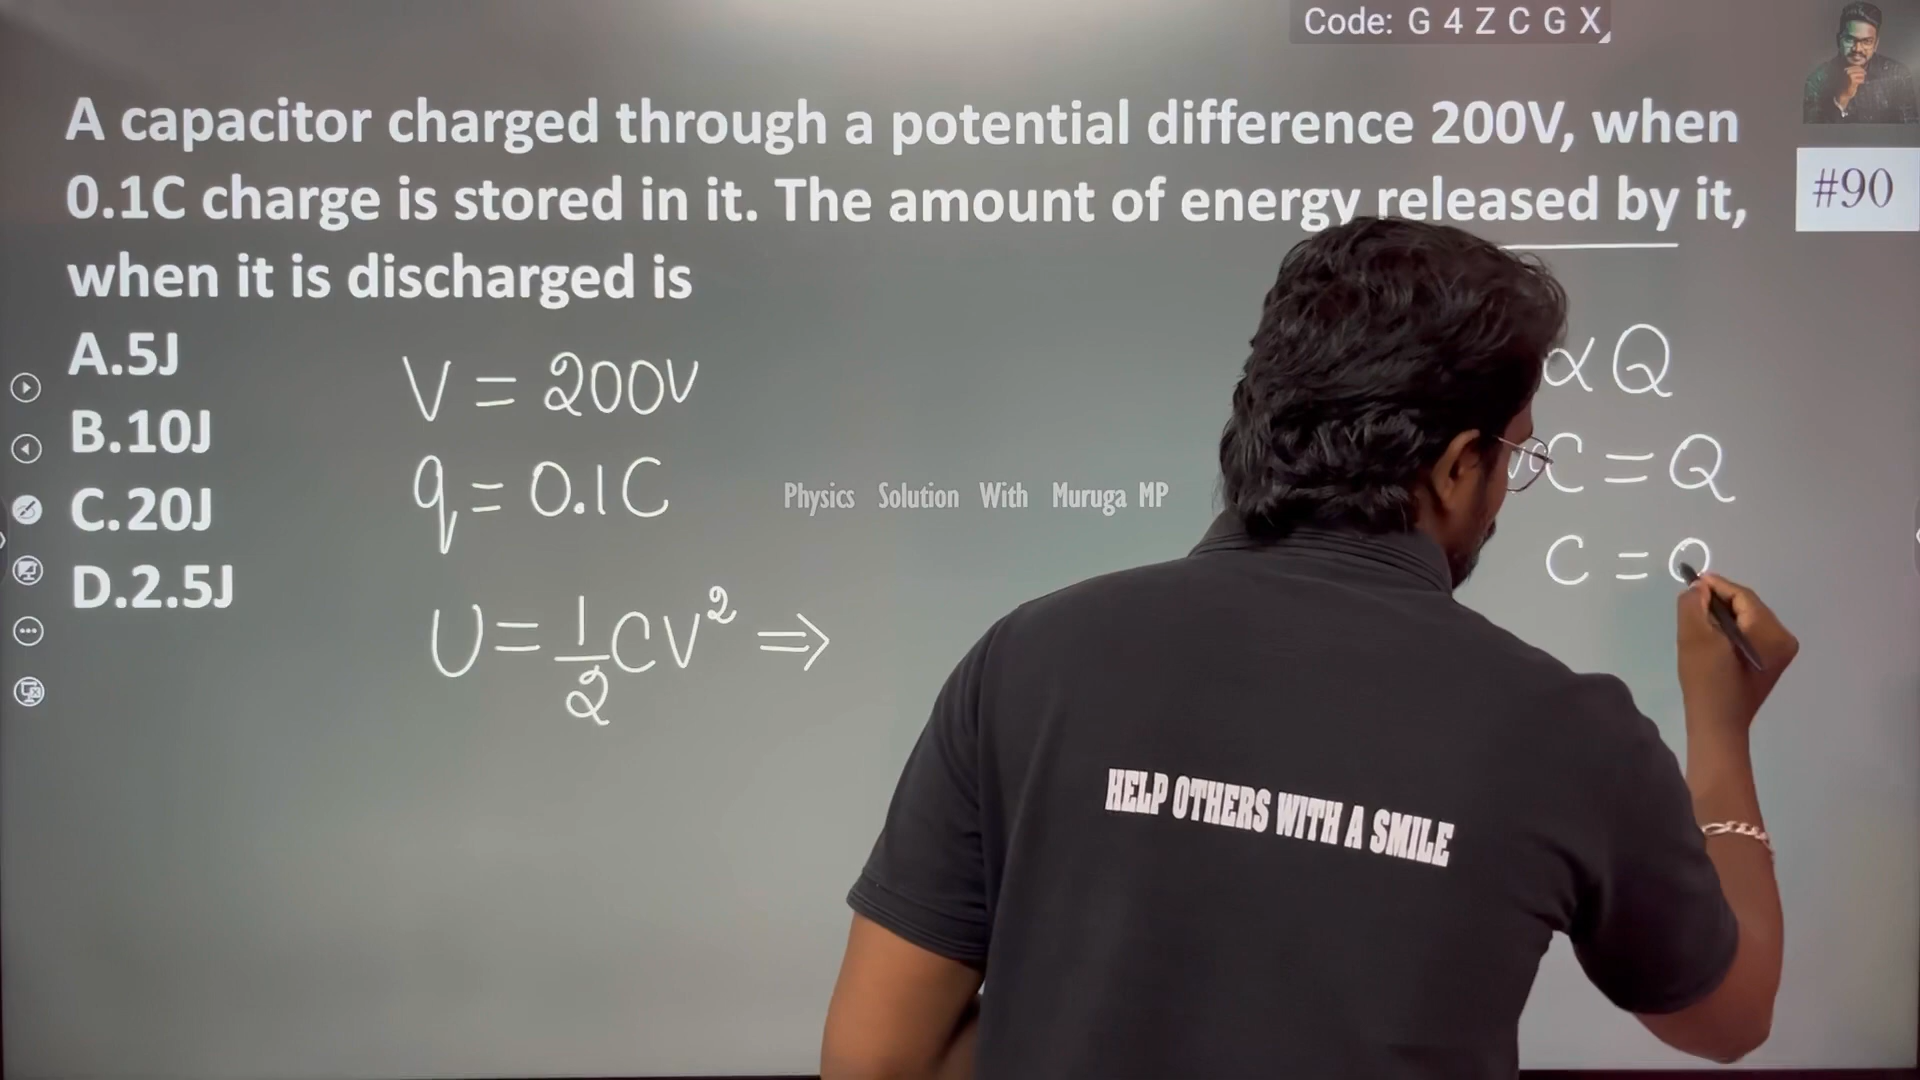 Code: G 4 Z C G X
A capacitor charged through a potential difference 200V, when
0.1C charge is stored in it. The amount of energy released by it,
when it is discharged is
#90
A.5J
B.10J
C.20J
D.2.5J
V = 200V
q = 0.1C
U = 1/2 CV² ⇒
α Q
C = Q
C = Q
Physics Solution With Muruga MP
HELP OTHERS WITH A SMILE